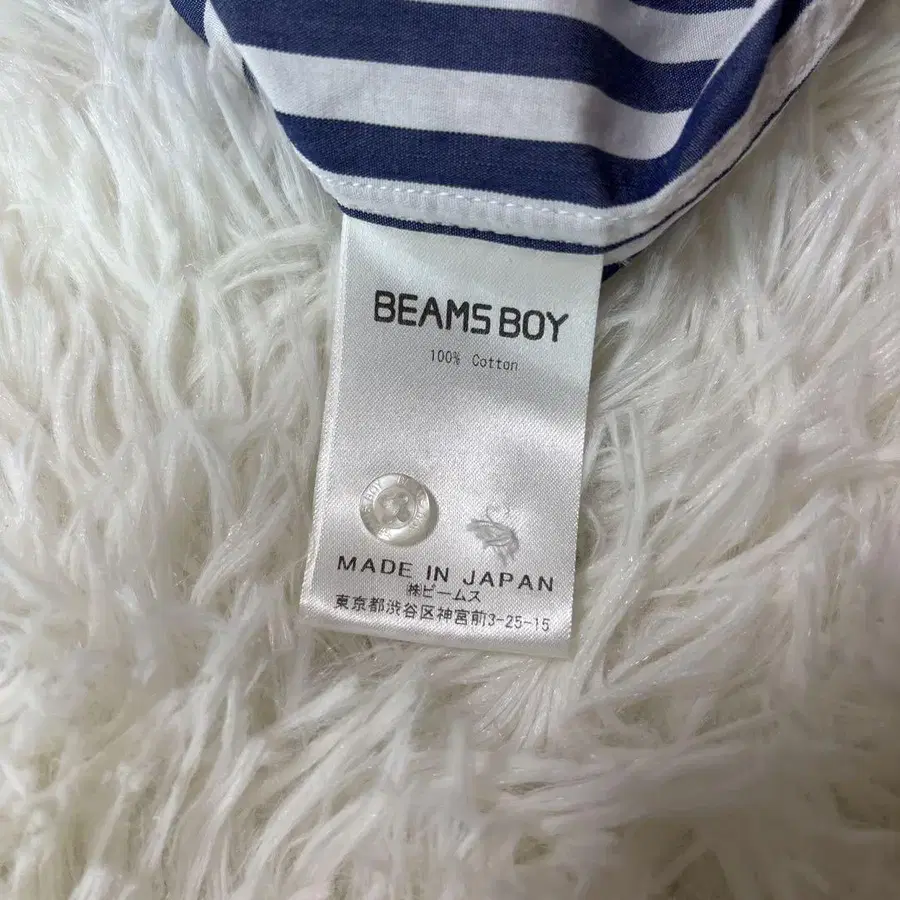 BEAMS BOY
100% Cotton
BOY
MADE IN JAPAN
㈱ビームス
東京都渋谷区神宮前3-25-15